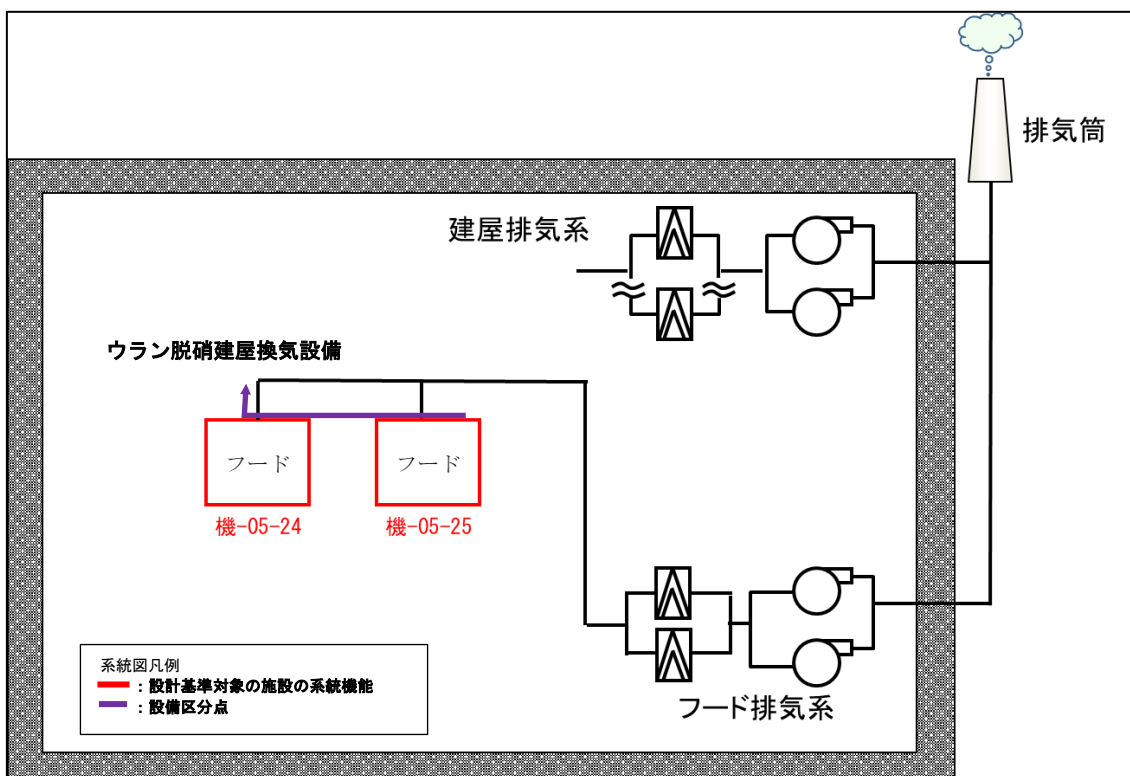 排気筒
建屋排気系
ウラン脱硝建屋換気設備
フード
フード
機-05-24
機-05-25
フード排気系
系統図凡例
：設計基準対象の施設の系統機能
：設備区分点